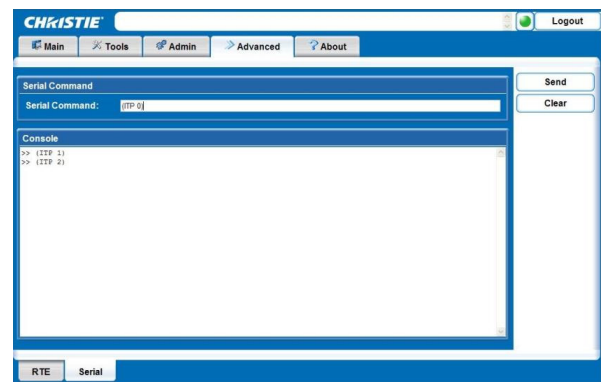 CHRISTIE Logout
Main Tools Admin Advanced ? About
Serial Command Send
Serial Command: (ITP 0) Clear
Console
>> (ITP 1)
>> (ITP 2)
RTE Serial